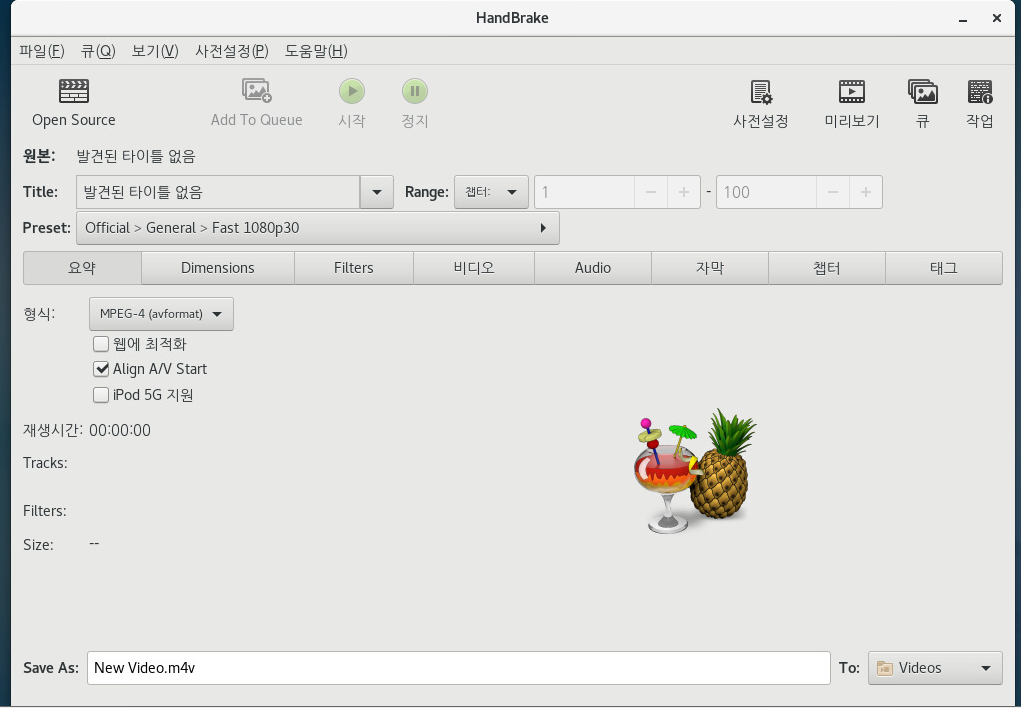 HandBrake
파일(F) 큐(Q) 보기(V) 사전설정(P) 도움말(H)
Open Source Add To Queue 시작 정지 사전설정 미리보기 큐 작업
원본: 발견된 타이틀 없음
Title: 발견된 타이틀 없음 Range: 챕터: 1 - 100
Preset: Official > General > Fast 1080p30
요약 Dimensions Filters 비디오 Audio 자막 챕터 태그
형식: MPEG-4 (avformat)
웹에 최적화
Align A/V Start
iPod 5G 지원
재생시간: 00:00:00
Tracks:
Filters:
Size: --
Save As: New Video.m4v To: Videos